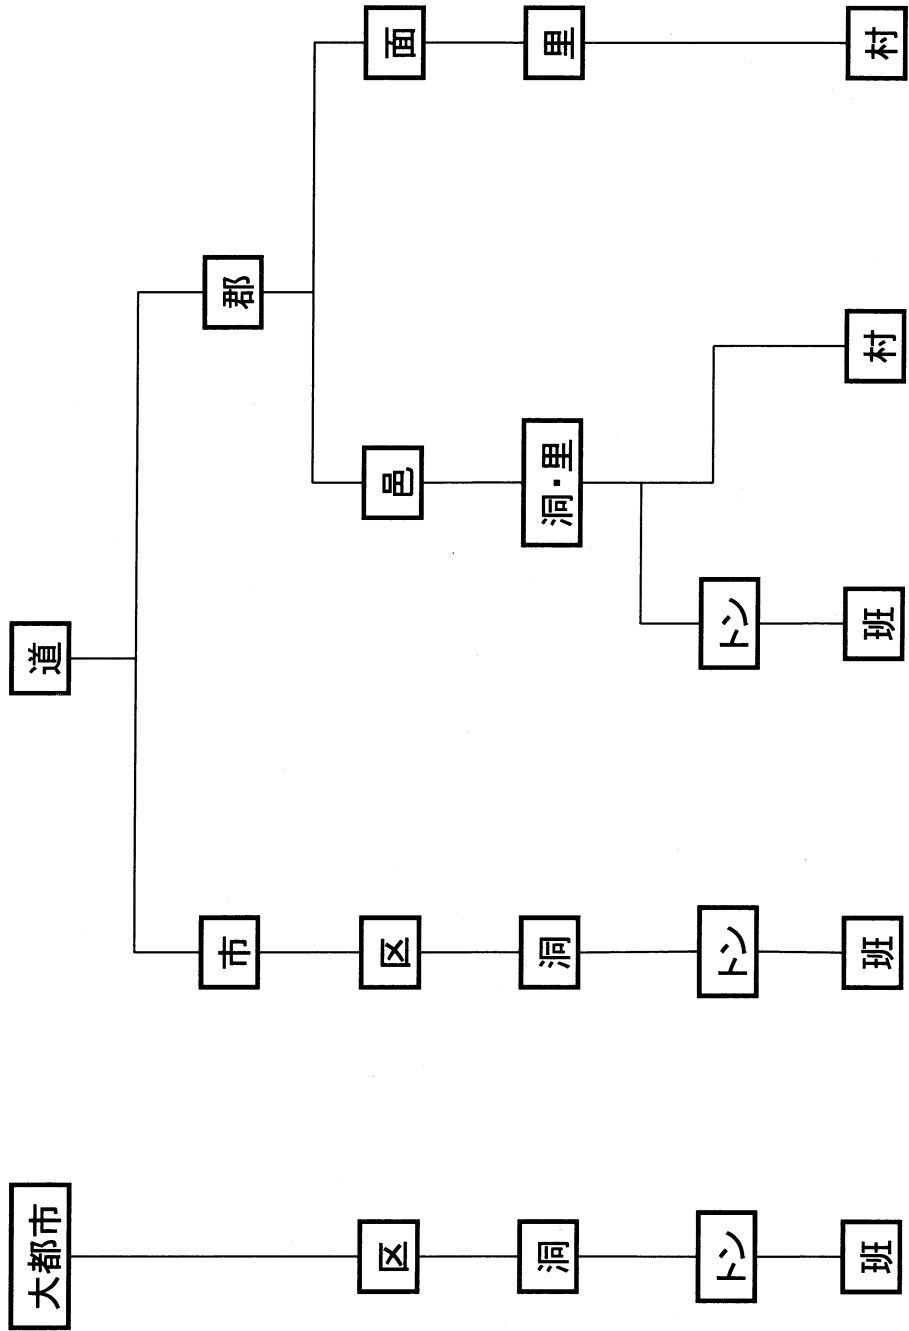 大都市
道
市
郡
区
区
邑
面
洞
洞
洞・里
里
トン
トン
トン
班
班
班
村
村